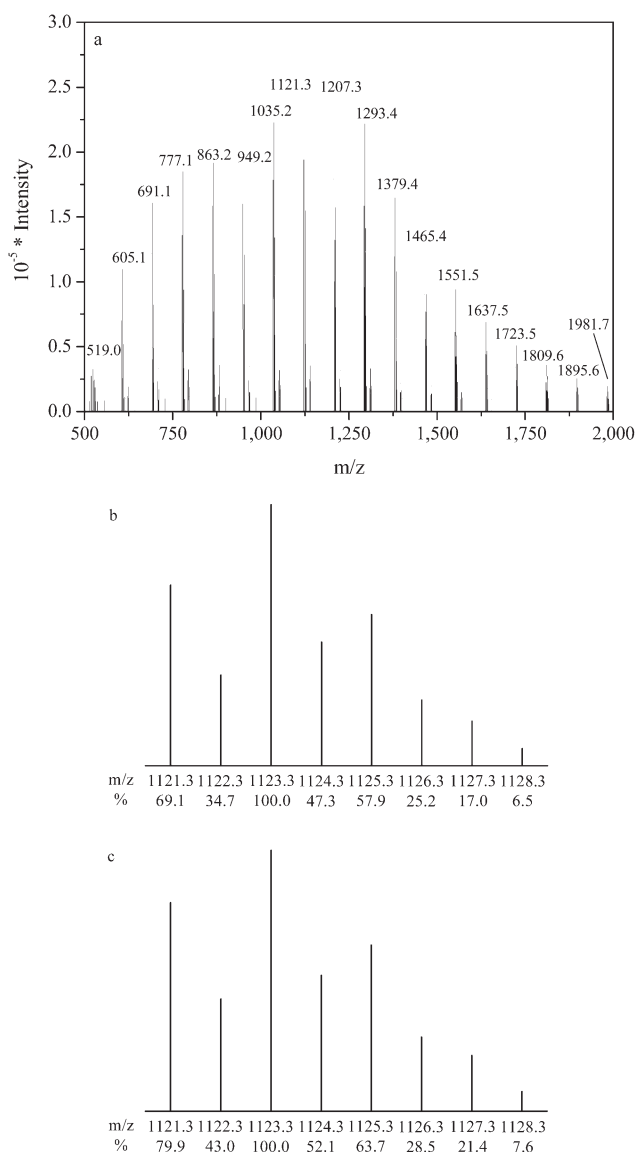 a
3.0
2.5
2.0
1.5
1.0
0.5
0.0
10⁻⁵ * Intensity
519.0
605.1
691.1
777.1
863.2
949.2
1035.2
1121.3
1207.3
1293.4
1379.4
1465.4
1551.5
1637.5
1723.5
1809.6
1895.6
1981.7
500 750 1,000 1,250 1,500 1,750 2,000
m/z
b
m/z 1121.3 1122.3 1123.3 1124.3 1125.3 1126.3 1127.3 1128.3
% 69.1 34.7 100.0 47.3 57.9 25.2 17.0 6.5
c
m/z 1121.3 1122.3 1123.3 1124.3 1125.3 1126.3 1127.3 1128.3
% 79.9 43.0 100.0 52.1 63.7 28.5 21.4 7.6